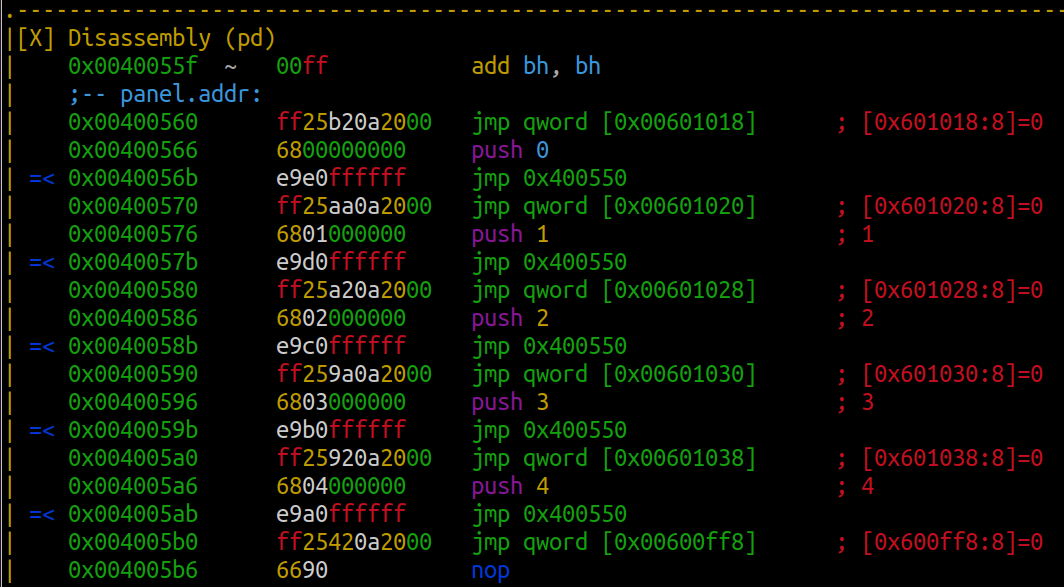 [X] Disassembly (pd)
0x0040055f ~ 00ff add bh, bh
;-- panel.addr:
0x00400560 ff25b20a2000 jmp qword [0x00601018] ; [0x601018:8]=0
0x00400566 6800000000 push 0
=< 0x0040056b e9e0ffffff jmp 0x400550
0x00400570 ff25aa0a2000 jmp qword [0x00601020] ; [0x601020:8]=0
0x00400576 6801000000 push 1 ; 1
=< 0x0040057b e9d0ffffff jmp 0x400550
0x00400580 ff25a20a2000 jmp qword [0x00601028] ; [0x601028:8]=0
0x00400586 6802000000 push 2 ; 2
=< 0x0040058b e9c0ffffff jmp 0x400550
0x00400590 ff259a0a2000 jmp qword [0x00601030] ; [0x601030:8]=0
0x00400596 6803000000 push 3 ; 3
=< 0x0040059b e9b0ffffff jmp 0x400550
0x004005a0 ff25920a2000 jmp qword [0x00601038] ; [0x601038:8]=0
0x004005a6 6804000000 push 4 ; 4
=< 0x004005ab e9a0ffffff jmp 0x400550
0x004005b0 ff25420a2000 jmp qword [0x00600ff8] ; [0x600ff8:8]=0
0x004005b6 6690 nop